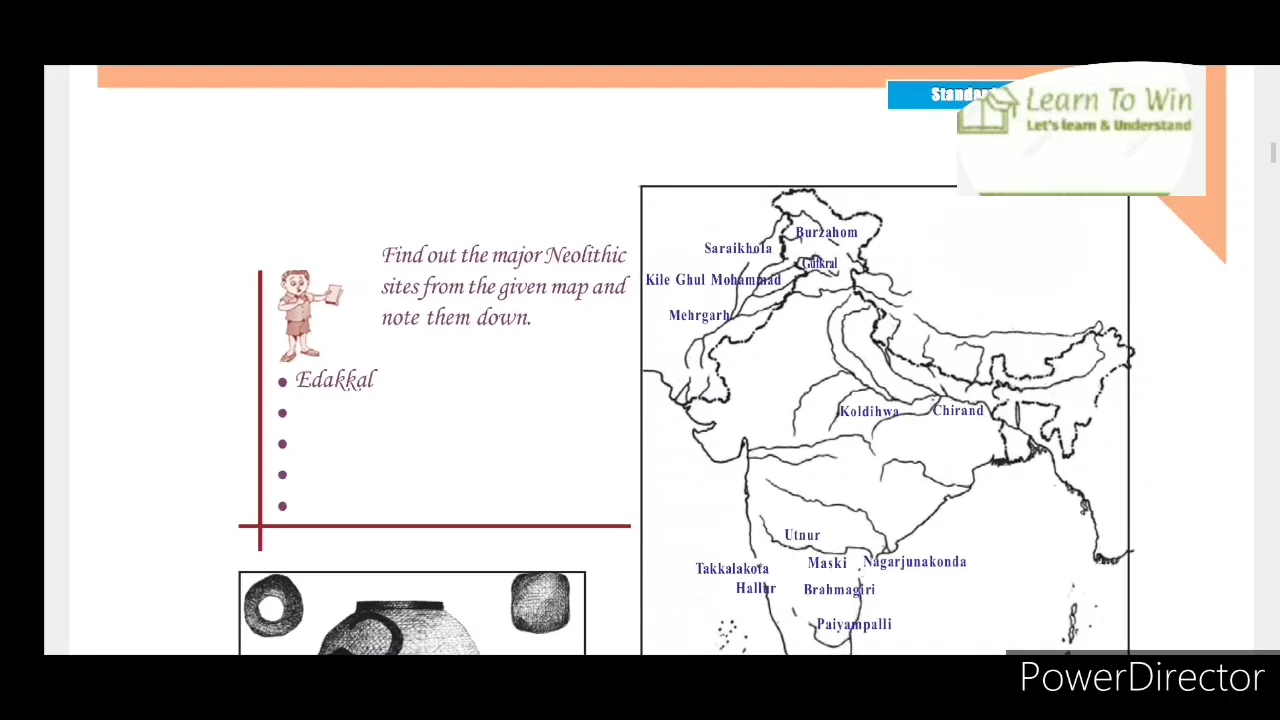 Learn To Win
Let's learn & Understand
Find out the major Neolithic
sites from the given map and
note them down.
• Edakkal
•
•
•
•
Burzahom
Saraikhola
Gufkral
Kile Ghul Mohammad
Mehrgarh
Koldihwa
Chirand
Utnur
Takkalakota
Maski
Nagarjunakonda
Hallur
Brahmagiri
Paiyampalli
PowerDirector